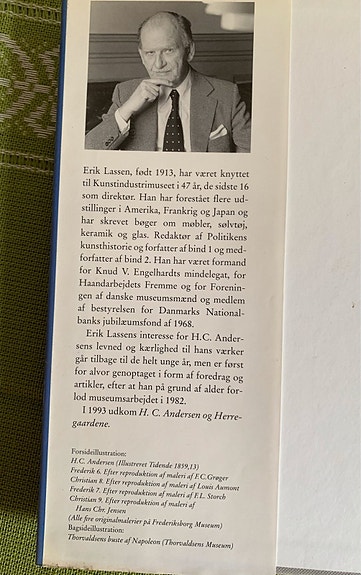 Erik Lassen, født 1913, har været knyttet
til Kunstindustrimuseet i 47 år, de sidste 16
som direktør. Han har forestået flere ud-
stillinger i Amerika, Frankrig og Japan og
har skrevet bøger om møbler, sølvtøj,
keramik og glas. Redaktør af Politikens
kunsthistorie og forfatter af bind 1 og med-
forfatter af bind 2. Han har været formand
for Knud V. Engelhardts mindelegat, for
Haandarbejdets Fremme og for Forenin-
gen af danske museumsmænd og medlem
af bestyrelsen for Danmarks National-
banks jubilæumsfond af 1968.
Erik Lassens interesse for H.C. Ander-
sens levned og kærlighed til hans værker
går tilbage til de helt unge år, men er først
for alvor genoptaget i form af foredrag og
artikler, efter at han på grund af alder for-
lod museumsarbejdet i 1982.
I 1993 udkom H. C. Andersen og Herre-
gaardene.
Forsideillustration:
H.C. Andersen (Illustreret Tidende 1859,13)
Frederik 6. Efter reproduktion af maleri af F.C. Grøger
Christian 8. Efter reproduktion af maleri af Louis Aumont
Frederik 7. Efter reproduktion af maleri af F.L. Storch
Christian 9. Efter reproduktion af maleri af
Hans Chr. Jensen
(Alle fire originalmalerier på Frederiksborg Museum)
Bagsideillustration:
Thorvaldsens buste af Napoleon (Thorvaldsens Museum)